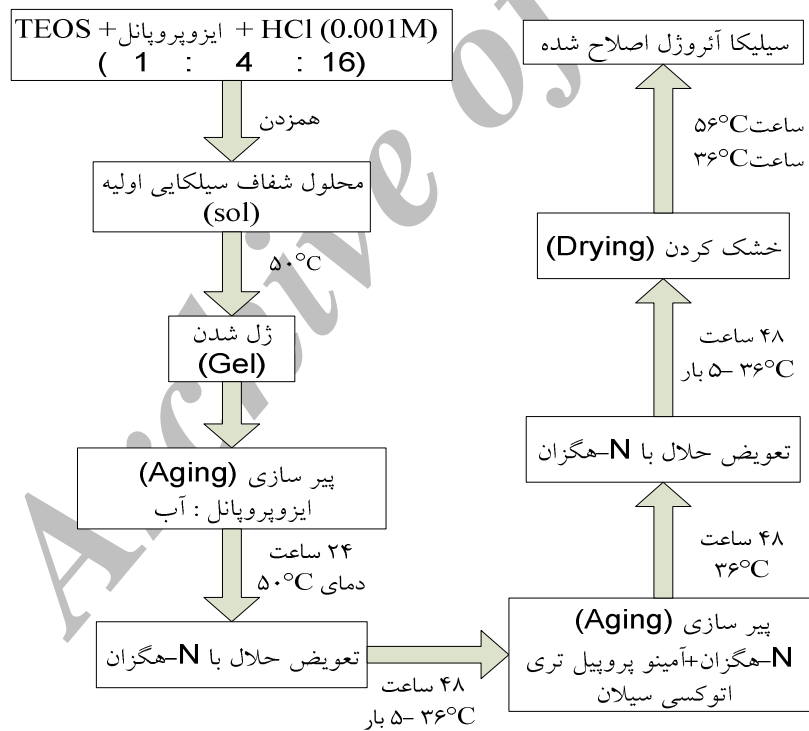 TEOS + ایزوپروپانل + HCl (0.001M)
( 1 : 4 : 16)
همزدن
محلول شفاف سیلکایی اولیه
(sol)
۵۰°C
ژل شدن
(Gel)
پیر سازی (Aging)
ایزوپروپانل : آب
۲۴ ساعت
دمای ۵۰°C
تعویض حلال با N–هگزان
۴۸ ساعت
۳۶°C –۵ بار
پیر سازی (Aging)
N–هگزان+آمینو پروپیل تری
اتوکسی سیلان
۴۸ ساعت
۳۶°C
تعویض حلال با N–هگزان
۴۸ ساعت
۳۶°C –۵ بار
خشک کردن (Drying)
ساعت ۵۶°C
ساعت ۳۶°C
سیلیکا آئروژل اصلاح شده
Archive of